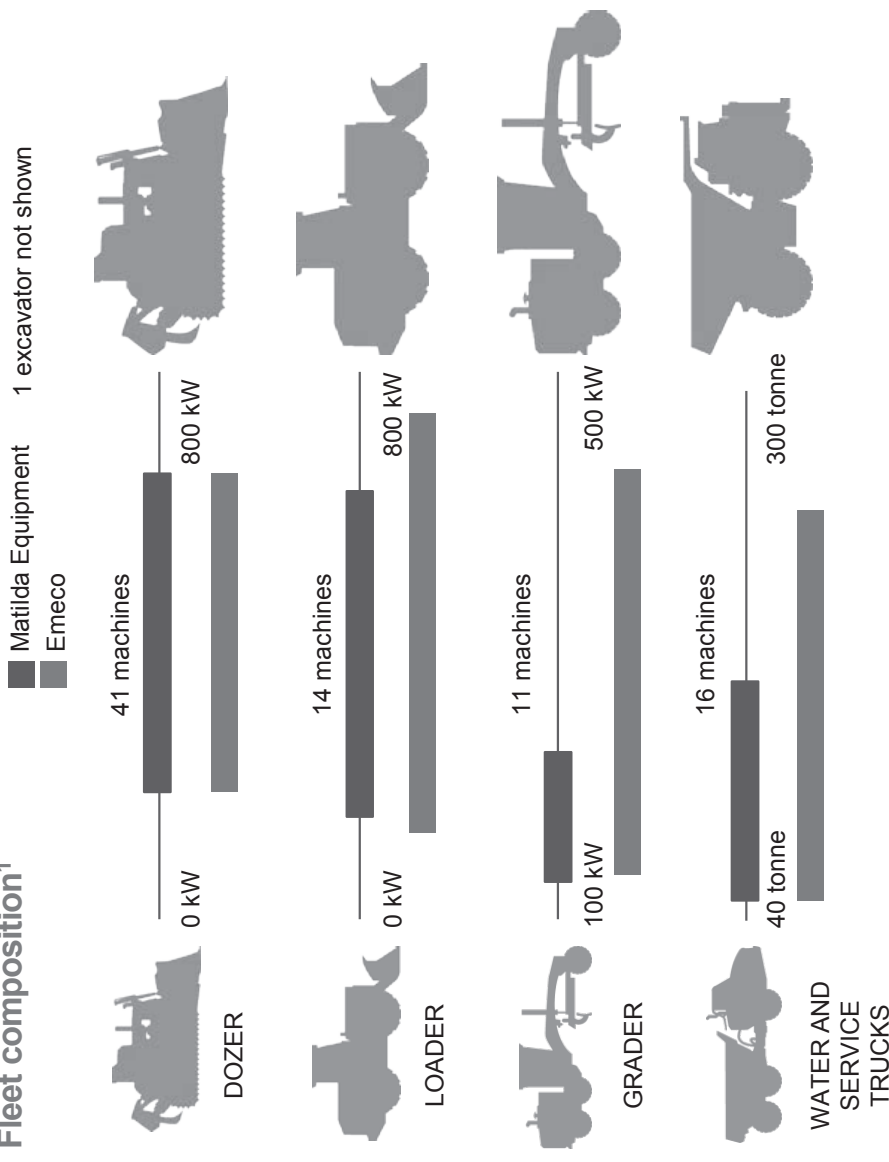 Fleet composition¹
Matilda Equipment
Emeco
1 excavator not shown
DOZER
41 machines
0 kW
800 kW
LOADER
14 machines
0 kW
800 kW
GRADER
11 machines
100 kW
500 kW
WATER AND
SERVICE
TRUCKS
16 machines
40 tonne
300 tonne